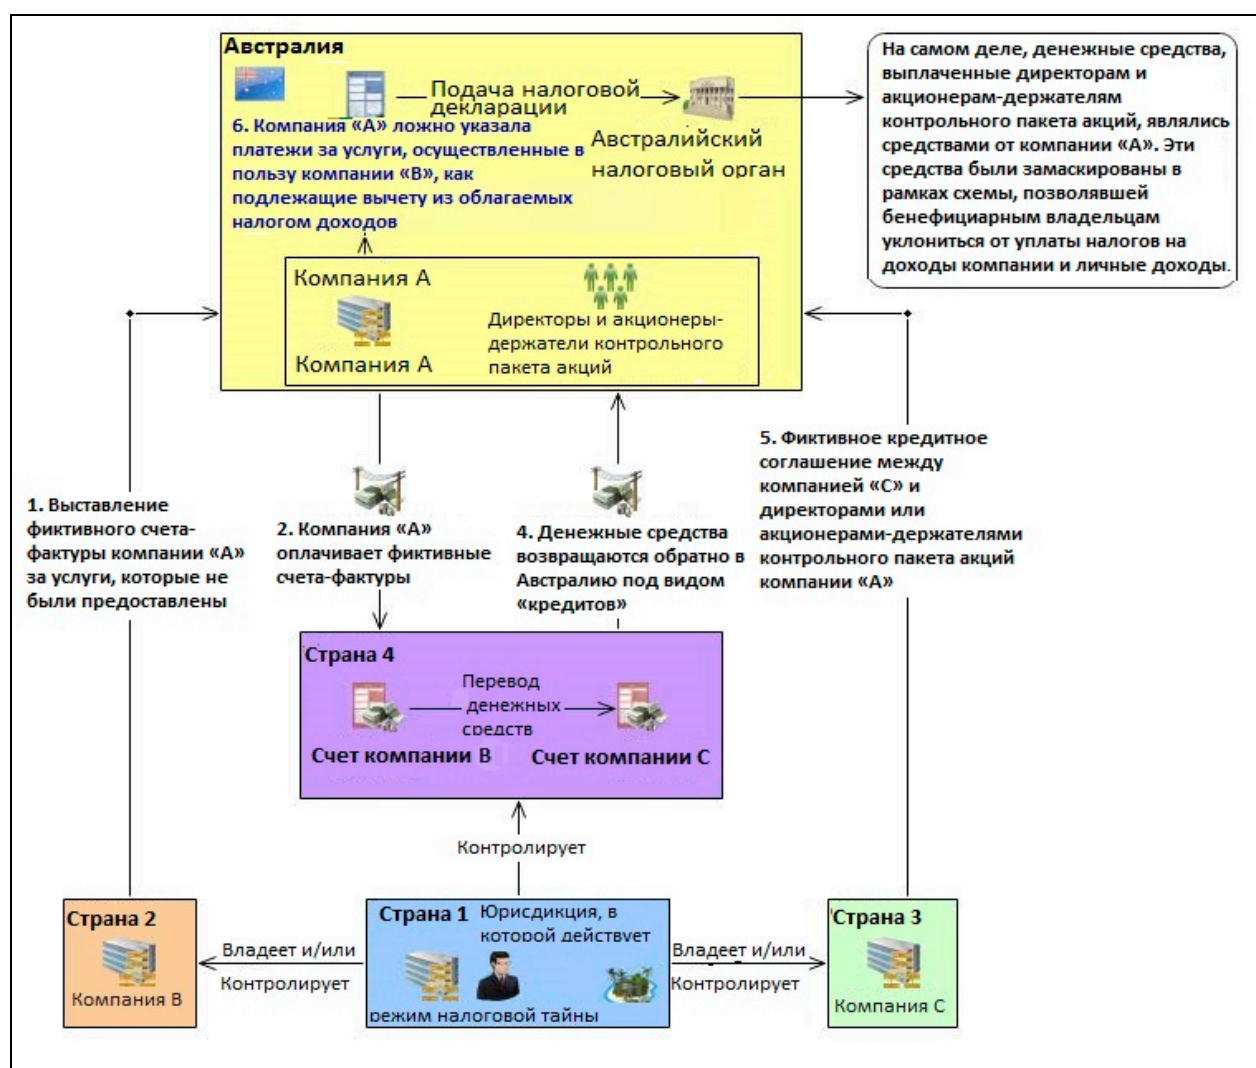 Австралия
Подача налоговой
декларации
Австралийский
налоговый орган
6. Компания «А» ложно указала
платежи за услуги, осуществленные в
пользу компании «В», как
подлежащие вычету из облагаемых
налогом доходов
На самом деле, денежные средства,
выплаченные директорам и
акционерам-держателям
контрольного пакета акций, являлись
средствами от компании «А». Эти
средства были замаскированы в
рамках схемы, позволявшей
бенефициарным владельцам
уклониться от уплаты налогов на
доходы компании и личные доходы.
Компания А
Компания А
Директоры и акционеры-
держатели контрольного
пакета акций
1. Выставление
фиктивного счета-
фактуры компании «А»
за услуги, которые не
были предоставлены
2. Компания «А»
оплачивает фиктивные
счета-фактуры
4. Денежные средства
возвращаются обратно в
Австралию под видом
«кредитов»
5. Фиктивное кредитное
соглашение между
компанией «С» и
директорами или
акционерами-держателями
контрольного пакета акций
компании «А»
Страна 4
Перевод
денежных
средств
Счет компании В
Счет компании С
Контролирует
Страна 2
Компания В
Владеет и/или
Контролирует
Страна 1
Юрисдикция, в
которой действует
режим налоговой тайны
Владеет и/или
Контролирует
Страна 3
Компания С